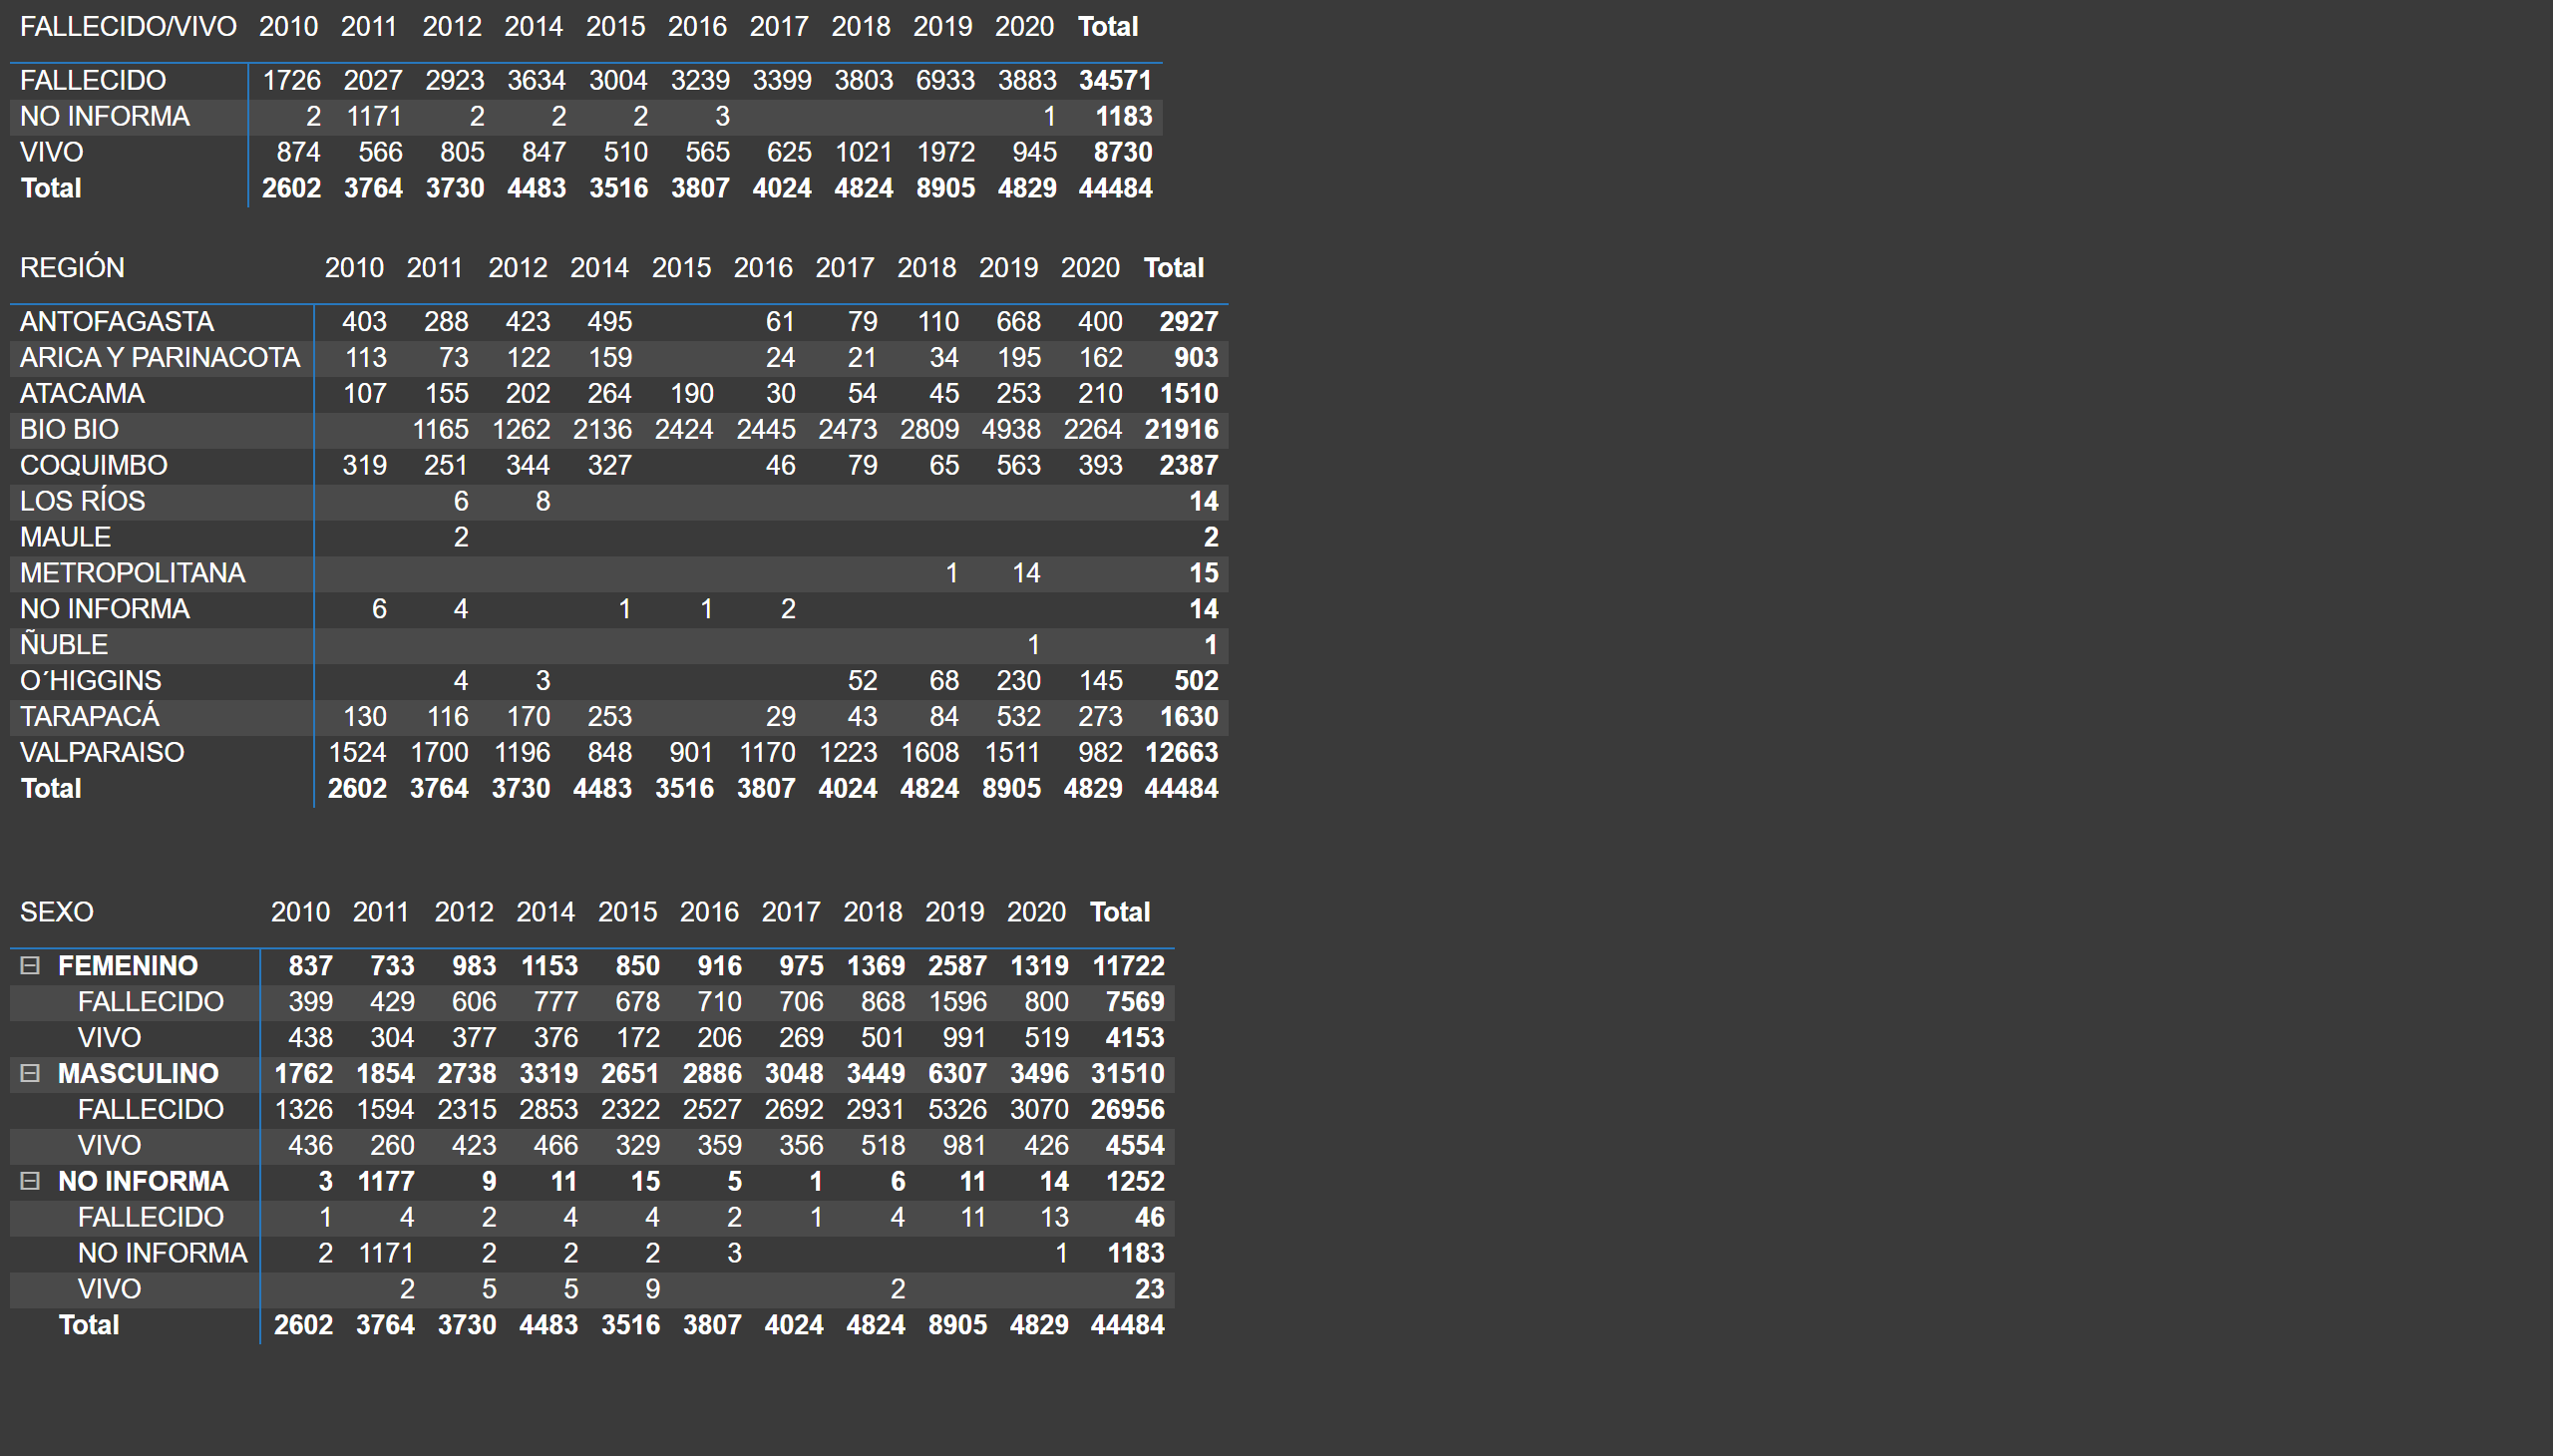 FALLECIDO/VIVO 2010 2011 2012 2014 2015 2016 2017 2018 2019 2020 Total
FALLECIDO 1726 2027 2923 3634 3004 3239 3399 3803 6933 3883 34571
NO INFORMA 2 1171 2 2 2 3 1 1183
VIVO 874 566 805 847 510 565 625 1021 1972 945 8730
Total 2602 3764 3730 4483 3516 3807 4024 4824 8905 4829 44484
REGIÓN 2010 2011 2012 2014 2015 2016 2017 2018 2019 2020 Total
ANTOFAGASTA 403 288 423 495 61 79 110 668 400 2927
ARICA Y PARINACOTA 113 73 122 159 24 21 34 195 162 903
ATACAMA 107 155 202 264 190 30 54 45 253 210 1510
BIO BIO 1165 1262 2136 2424 2445 2473 2809 4938 2264 21916
COQUIMBO 319 251 344 327 46 79 65 563 393 2387
LOS RÍOS 6 8 14
MAULE 2 2
METROPOLITANA 1 14 15
NO INFORMA 6 4 1 1 2 14
ÑUBLE 1 1
O´HIGGINS 4 3 52 68 230 145 502
TARAPACÁ 130 116 170 253 29 43 84 532 273 1630
VALPARAISO 1524 1700 1196 848 901 1170 1223 1608 1511 982 12663
Total 2602 3764 3730 4483 3516 3807 4024 4824 8905 4829 44484
SEXO 2010 2011 2012 2014 2015 2016 2017 2018 2019 2020 Total
FEMENINO 837 733 983 1153 850 916 975 1369 2587 1319 11722
FALLECIDO 399 429 606 777 678 710 706 868 1596 800 7569
VIVO 438 304 377 376 172 206 269 501 991 519 4153
MASCULINO 1762 1854 2738 3319 2651 2886 3048 3449 6307 3496 31510
FALLECIDO 1326 1594 2315 2853 2322 2527 2692 2931 5326 3070 26956
VIVO 436 260 423 466 329 359 356 518 981 426 4554
NO INFORMA 3 1177 9 11 15 5 1 6 11 14 1252
FALLECIDO 1 4 2 4 4 2 1 4 11 13 46
NO INFORMA 2 1171 2 2 2 3 1 1183
VIVO 2 5 5 9 2 23
Total 2602 3764 3730 4483 3516 3807 4024 4824 8905 4829 44484